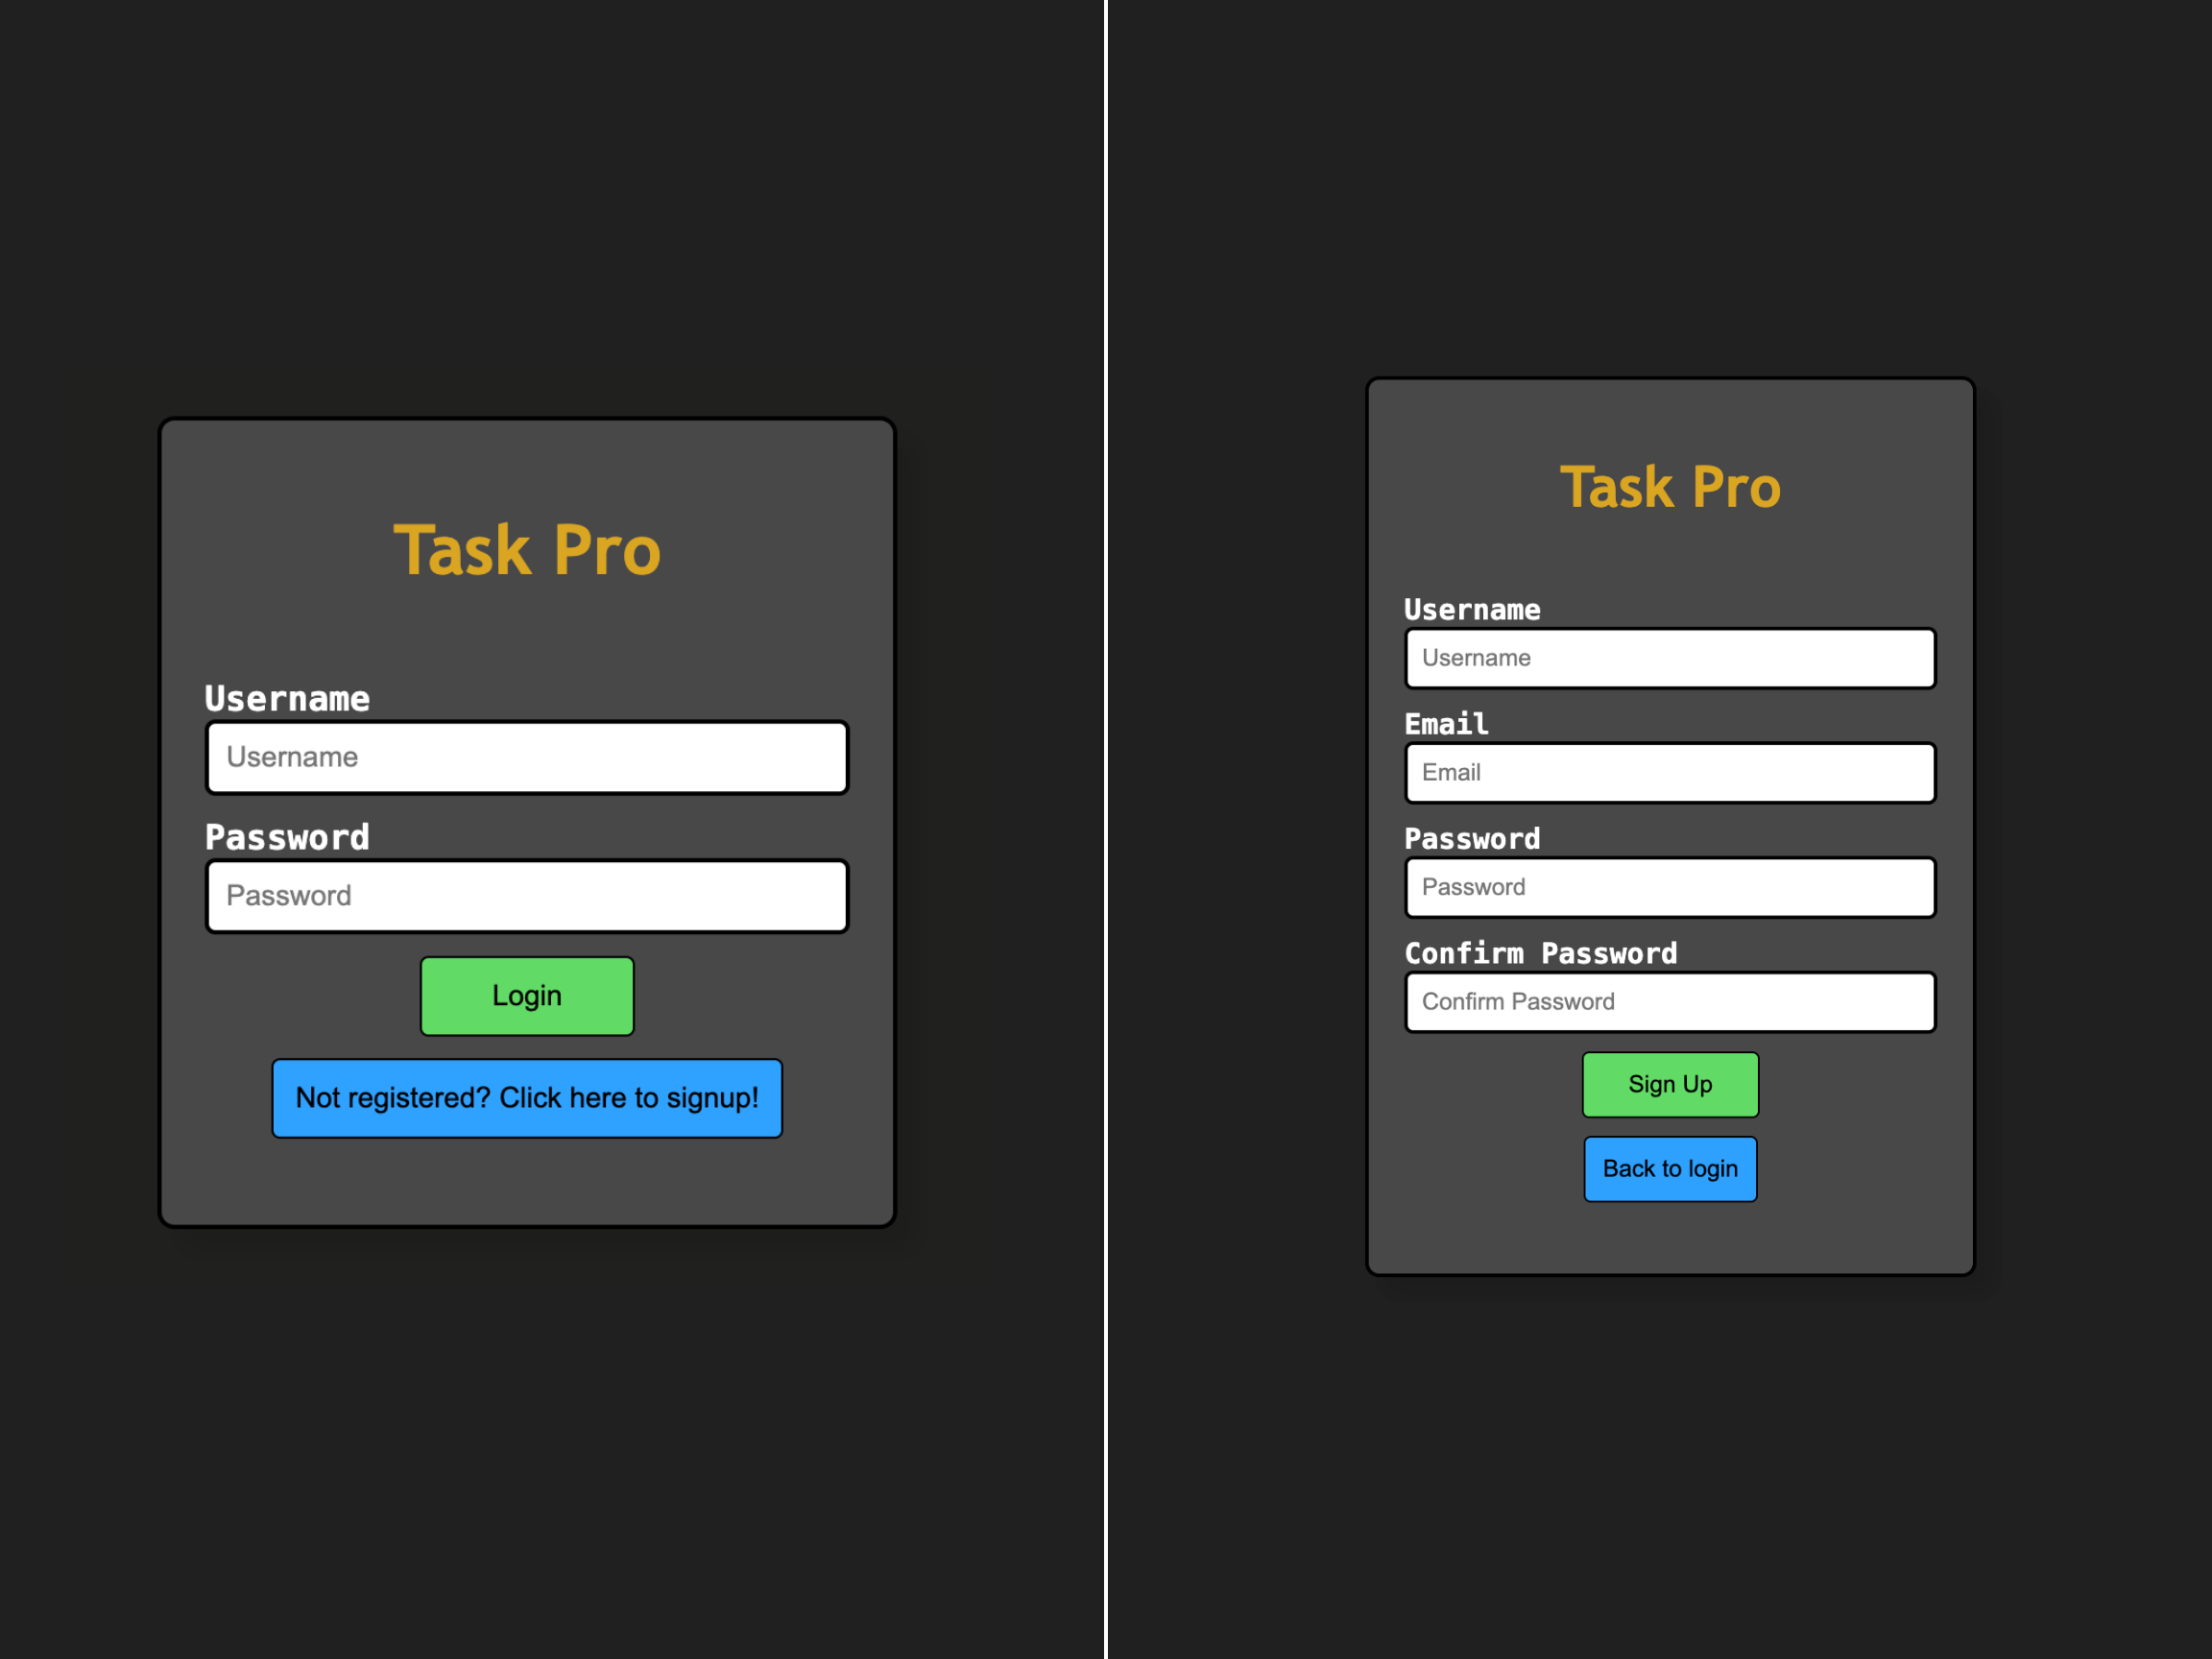 Task Pro
Username
Username
Password
Password
Login
Not registered? Click here to signup!
Task Pro
Username
Username
Email
Email
Password
Password
Confirm Password
Confirm Password
Sign Up
Back to login